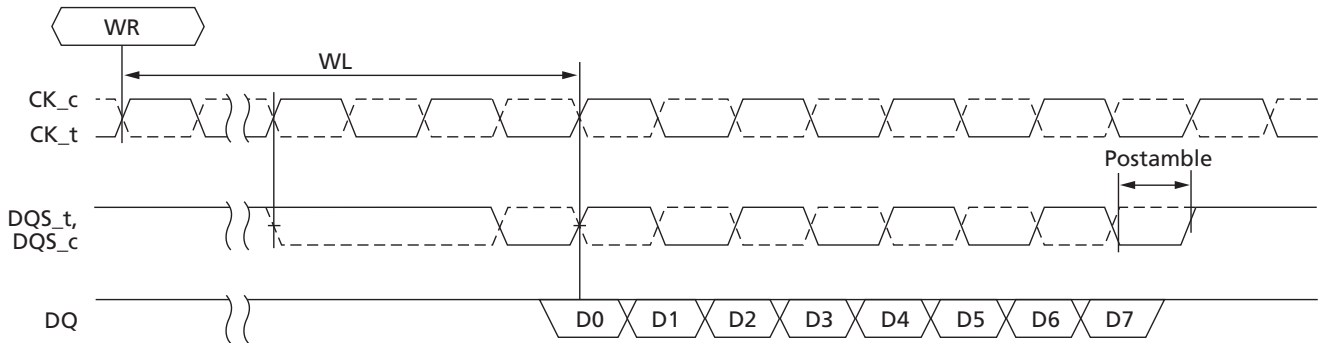 WR
WL
CK_c
CK_t
Postamble
DQS_t,
DQS_c
DQ
D0 D1 D2 D3 D4 D5 D6 D7